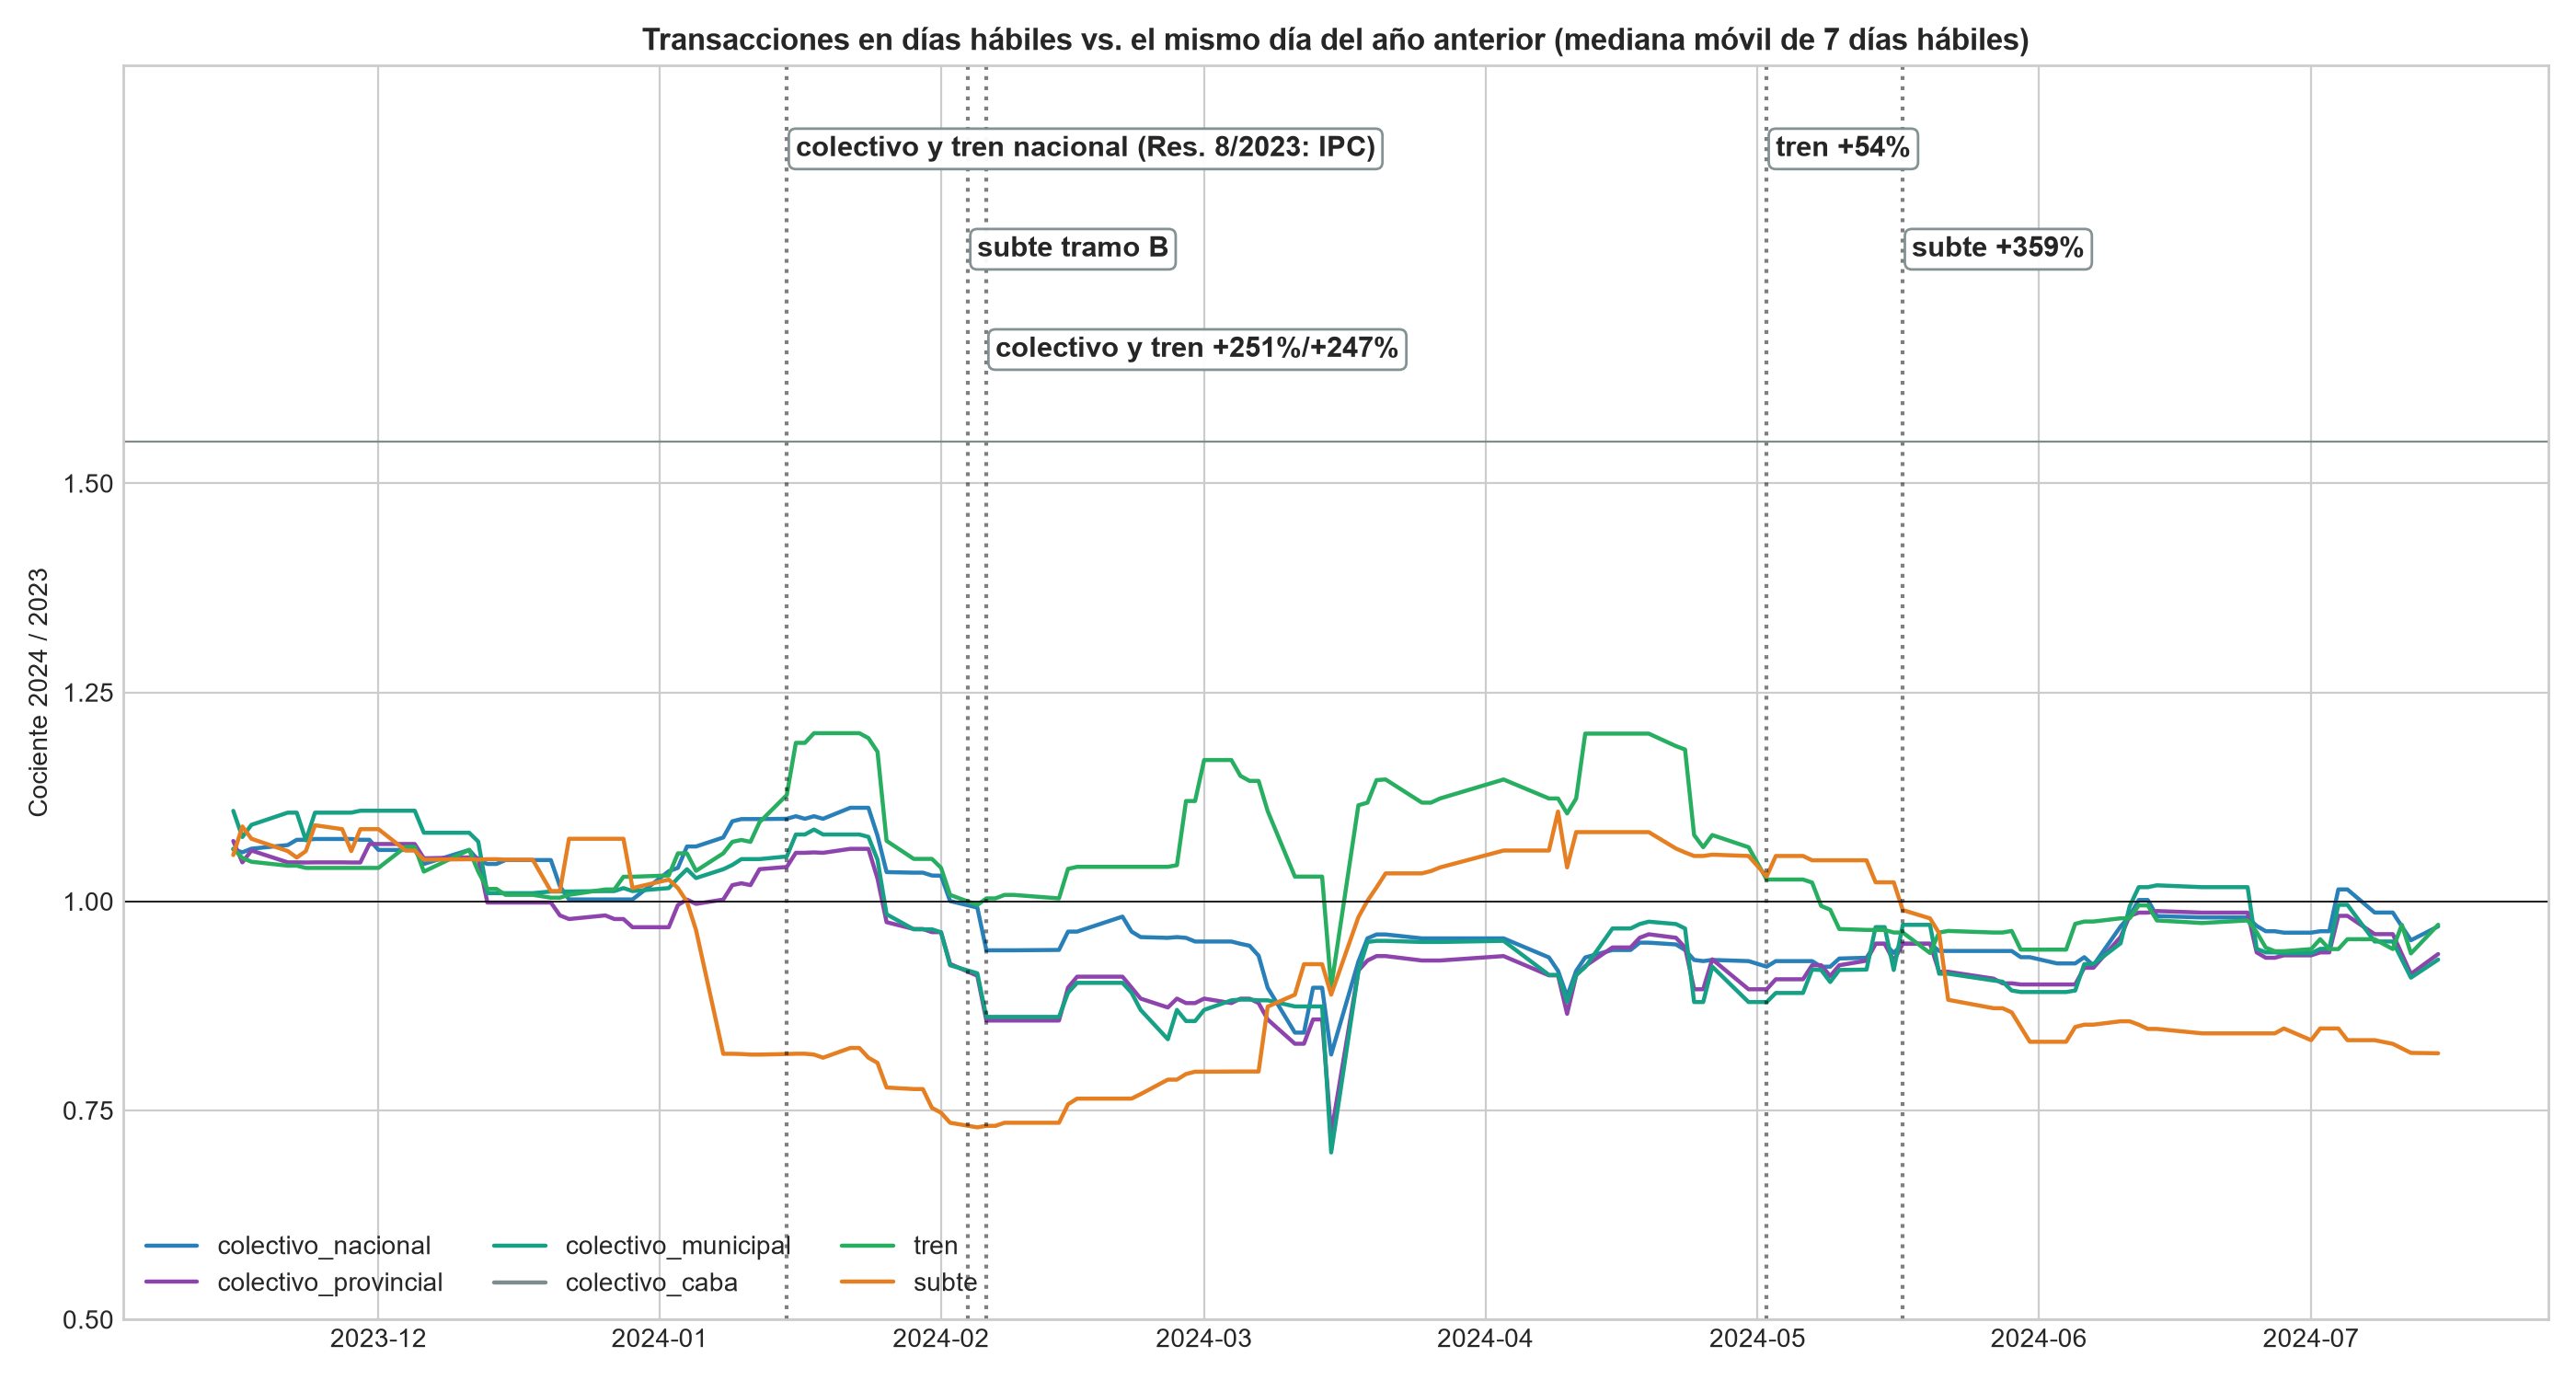 Transacciones en días hábiles vs. el mismo día del año anterior (mediana móvil de 7 días hábiles)
colectivo y tren nacional (Res. 8/2023: IPC)
tren +54%
subte tramo B
subte +359%
colectivo y tren +251%/+247%
Cociente 2024 / 2023
1.50
1.25
1.00
0.75
0.50
colectivo_nacional
colectivo_provincial
colectivo_municipal
colectivo_caba
tren
subte
2023-12
2024-01
2024-02
2024-03
2024-04
2024-05
2024-06
2024-07